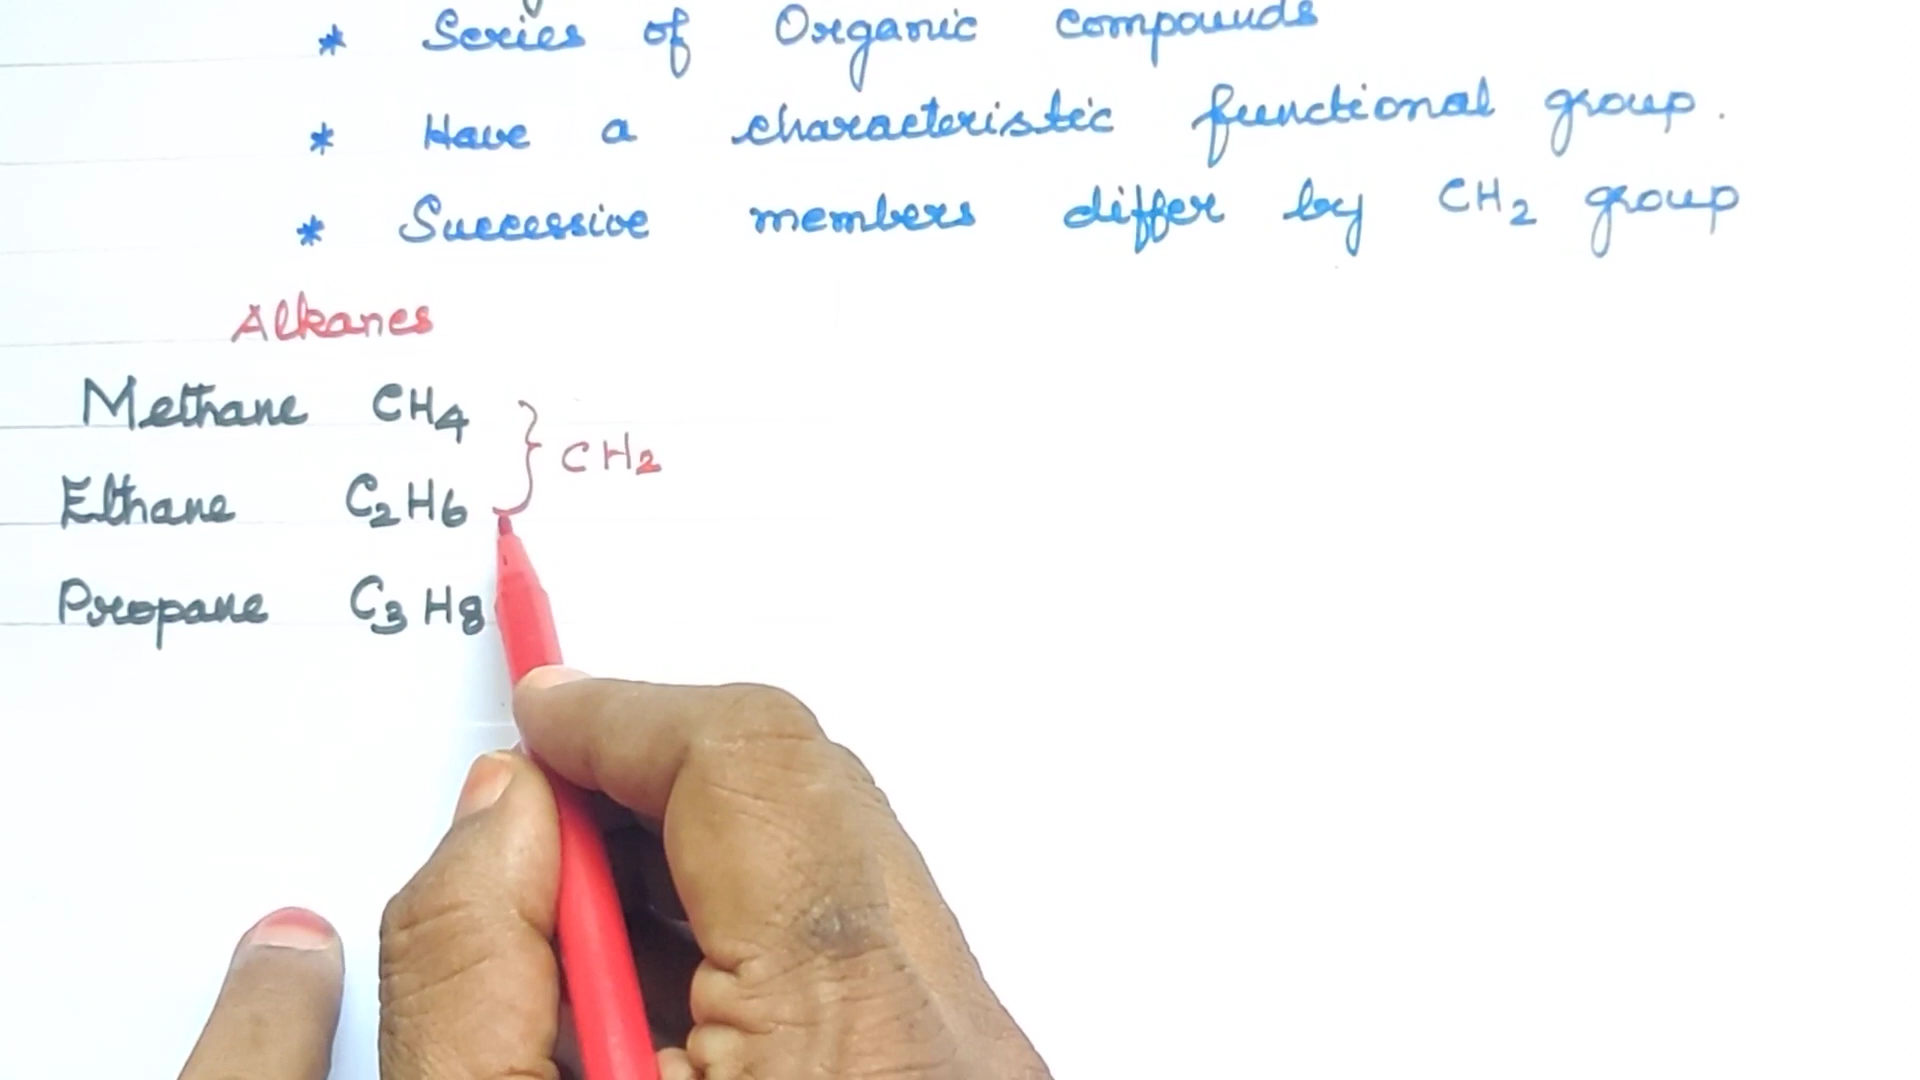 * Series of Organic compounds
* Have a characteristic functional group.
* Successive members differ by CH2 group
Alkanes
Methane CH4
} CH2
Ethane C2H6
Propane C3H8